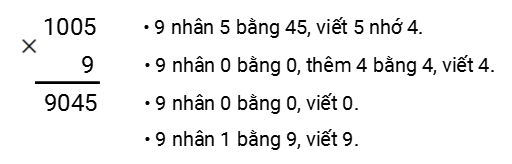 1005
×
9
9045
• 9 nhân 5 bằng 45, viết 5 nhớ 4.
• 9 nhân 0 bằng 0, thêm 4 bằng 4, viết 4.
• 9 nhân 0 bằng 0, viết 0.
• 9 nhân 1 bằng 9, viết 9.